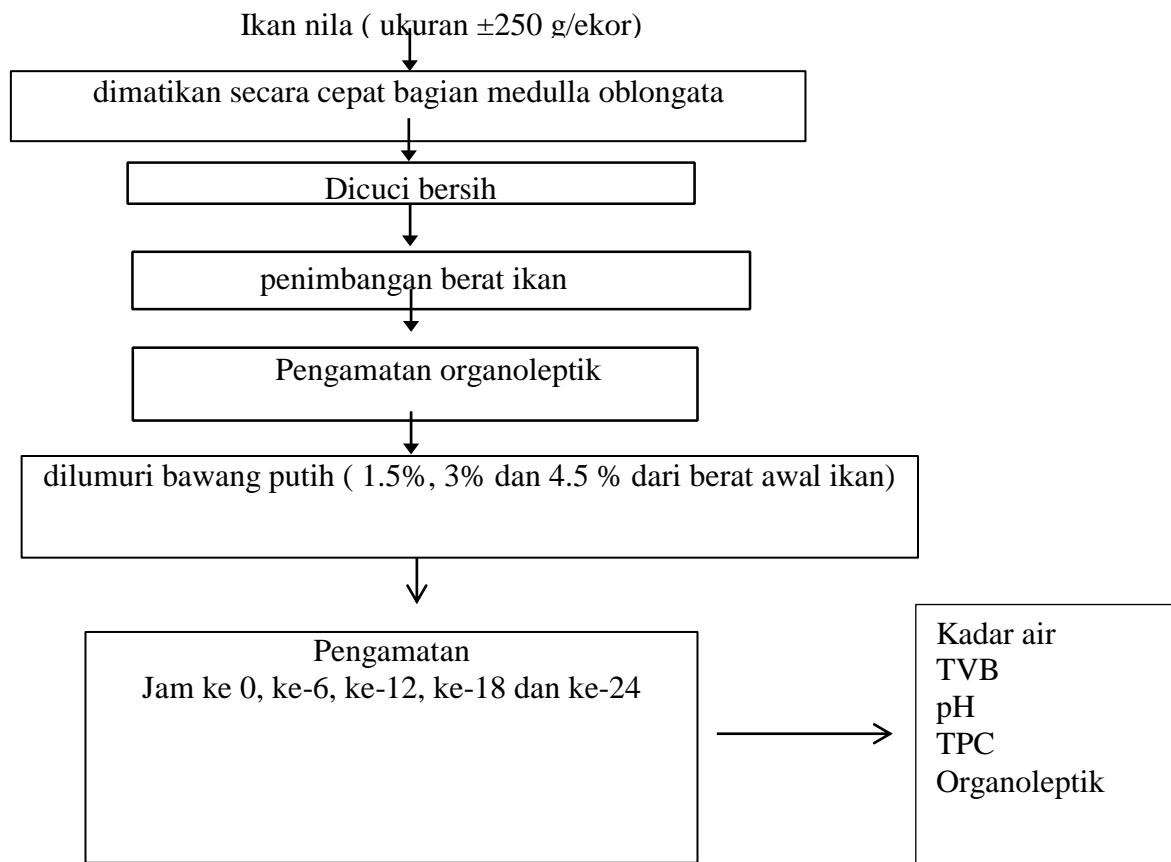 Ikan nila ( ukuran ±250 g/ekor)
dimatikan secara cepat bagian medulla oblongata
Dicuci bersih
penimbangan berat ikan
Pengamatan organoleptik
dilumuri bawang putih ( 1.5%, 3% dan 4.5 % dari berat awal ikan)
Pengamatan
Jam ke 0, ke-6, ke-12, ke-18 dan ke-24
Kadar air
TVB
pH
TPC
Organoleptik